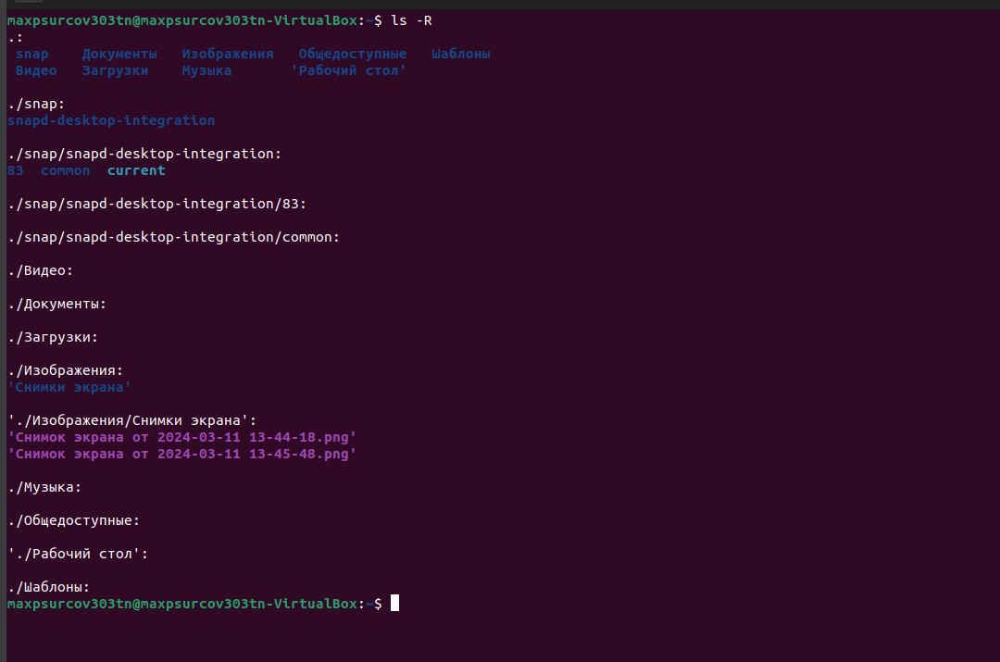 maxpsurcov303tn@maxpsurcov303tn-VirtualBox:~$ ls -R
.:
 snap    Документы   Изображения   Общедоступные   Шаблоны
 Видео   Загрузки    Музыка       'Рабочий стол'

./snap:
snapd-desktop-integration

./snap/snapd-desktop-integration:
83  common  current

./snap/snapd-desktop-integration/83:

./snap/snapd-desktop-integration/common:

./Видео:

./Документы:

./Загрузки:

./Изображения:
'Снимки экрана'

'./Изображения/Снимки экрана':
'Снимок экрана от 2024-03-11 13-44-18.png'
'Снимок экрана от 2024-03-11 13-45-48.png'

./Музыка:

./Общедоступные:

'./Рабочий стол':

./Шаблоны:
maxpsurcov303tn@maxpsurcov303tn-VirtualBox:~$